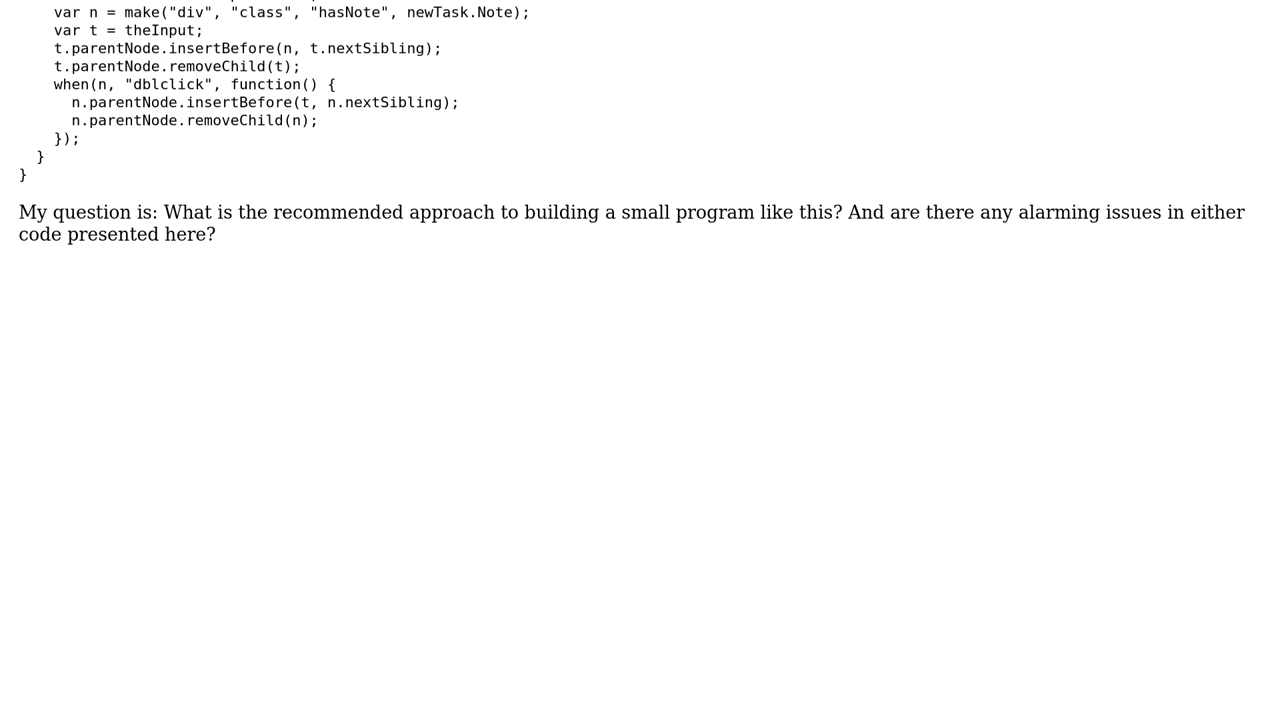 var n = make("div", "class", "hasNote", newTask.Note);
var t = theInput;
t.parentNode.insertBefore(n, t.nextSibling);
t.parentNode.removeChild(t);
when(n, "dblclick", function() {
n.parentNode.insertBefore(t, n.nextSibling);
n.parentNode.removeChild(n);
});
}
}
My question is: What is the recommended approach to building a small program like this? And are there any alarming issues in either
code presented here?